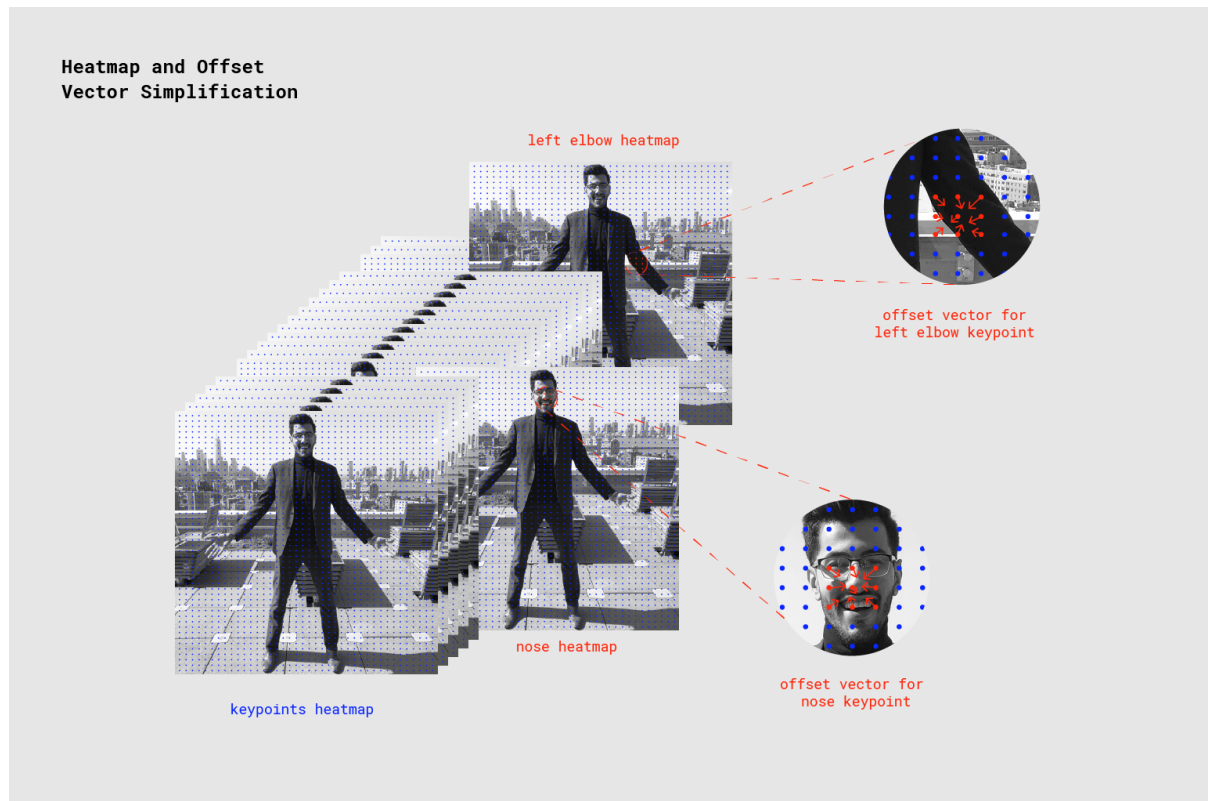 Heatmap and Offset
Vector Simplification
left elbow heatmap
offset vector for
left elbow keypoint
nose heatmap
offset vector for
nose keypoint
keypoints heatmap